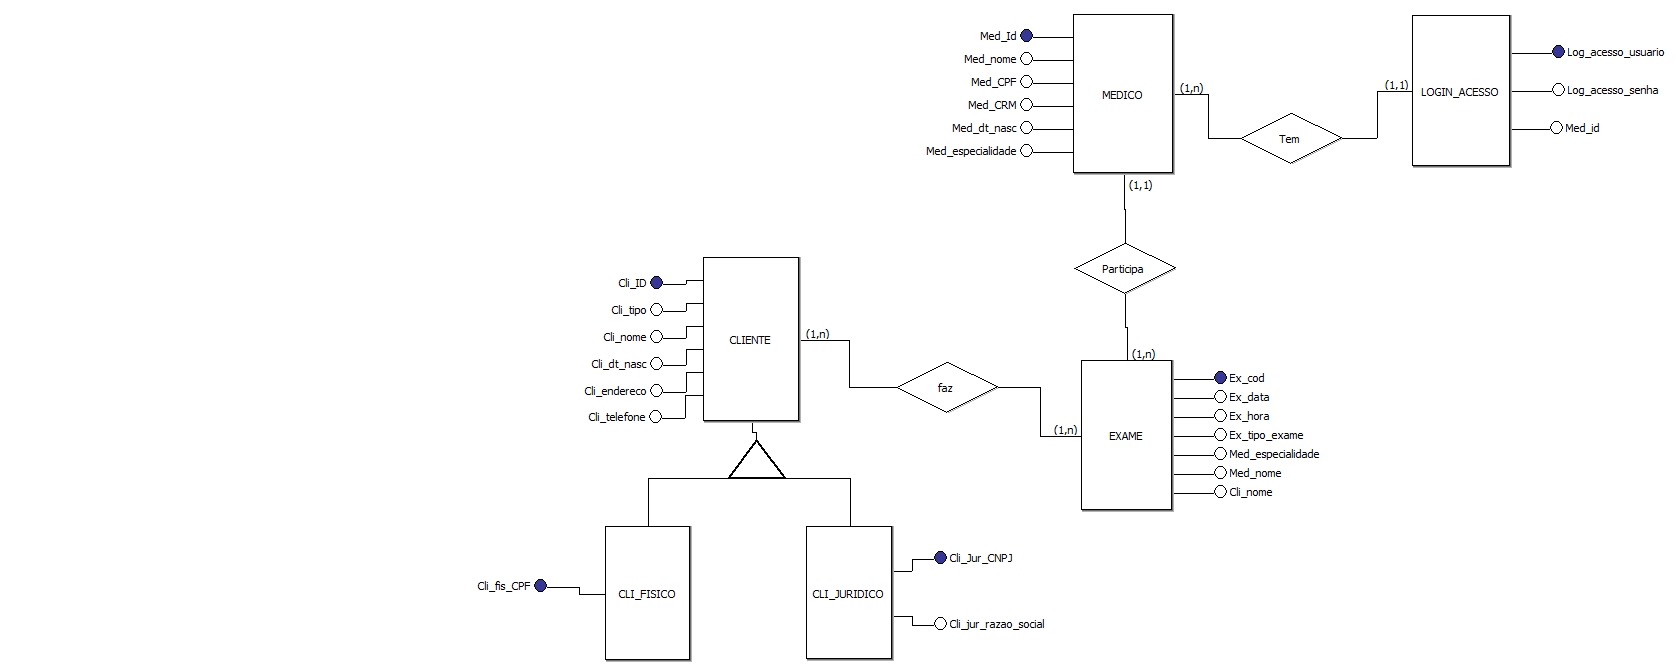 Med_Id
Med_nome
Med_CPF
Med_CRM
Med_dt_nasc
Med_especialidade
MEDICO
(1,n)
(1,1)
Tem
(1,1)
LOGIN_ACESSO
Log_acesso_usuario
Log_acesso_senha
Med_id
Participa
(1,n)
Cli_ID
Cli_tipo
Cli_nome
Cli_dt_nasc
Cli_endereco
Cli_telefone
CLIENTE
(1,n)
faz
(1,n)
EXAME
Ex_cod
Ex_data
Ex_hora
Ex_tipo_exame
Med_especialidade
Med_nome
Cli_nome
Cli_fis_CPF
CLI_FISICO
CLI_JURIDICO
Cli_Jur_CNPJ
Cli_jur_razao_social